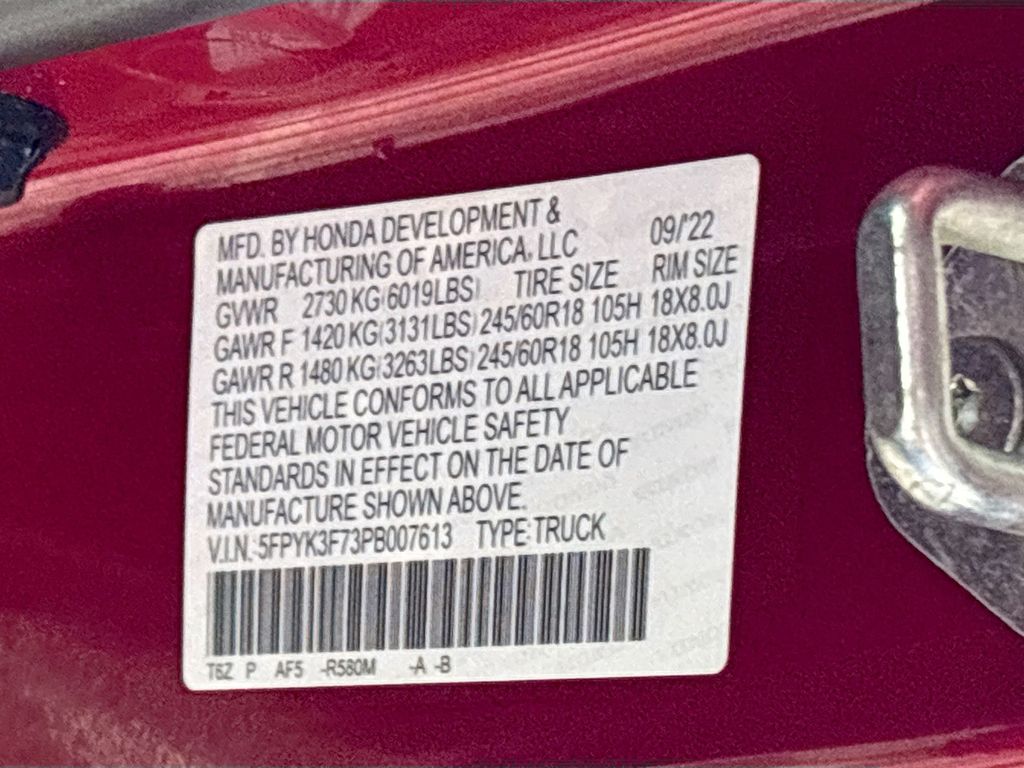 MFD. BY HONDA DEVELOPMENT &
MANUFACTURING OF AMERICA, LLC 09/'22
GVWR 2730 KG(6019LBS) TIRE SIZE RIM SIZE
GAWR F 1420 KG(3131LBS) 245/60R18 105H 18X8.0J
GAWR R 1480 KG(3263LBS) 245/60R18 105H 18X8.0J
THIS VEHICLE CONFORMS TO ALL APPLICABLE
FEDERAL MOTOR VEHICLE SAFETY
STANDARDS IN EFFECT ON THE DATE OF
MANUFACTURE SHOWN ABOVE.
V.I.N. 5FPYK3F73PB007613 TYPE:TRUCK
T6Z P AF5 -R580M -A -B